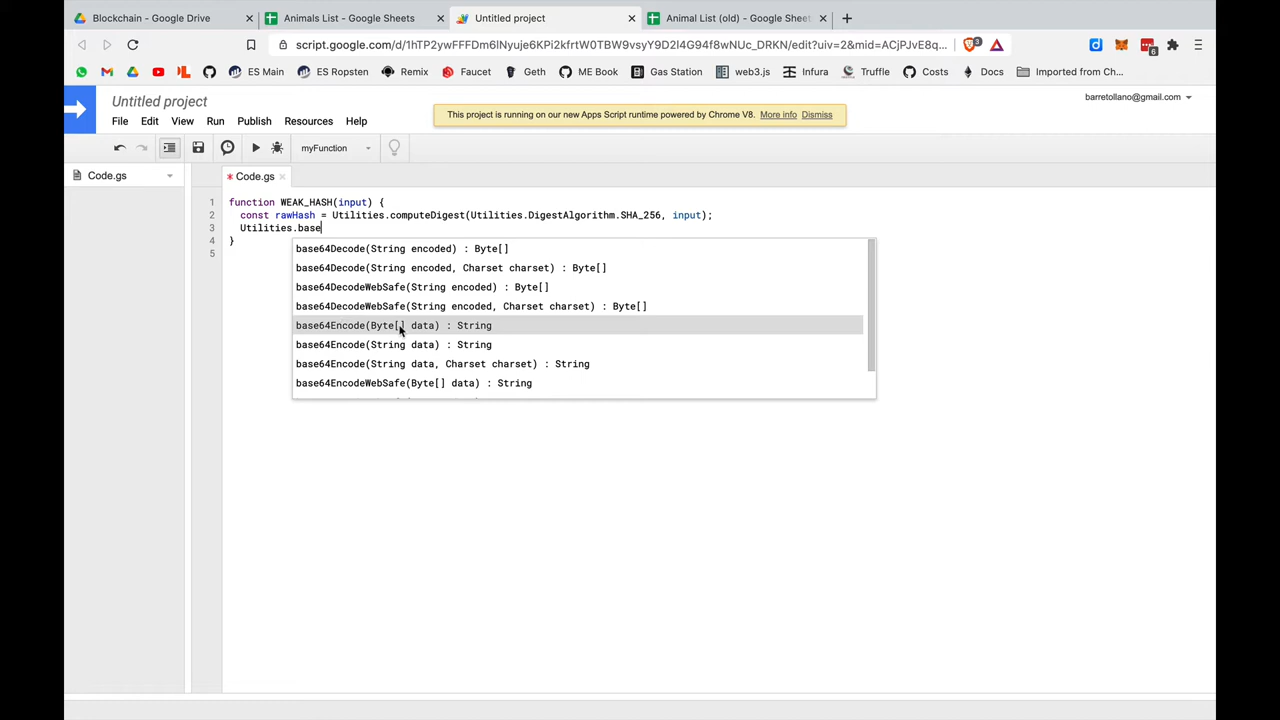 Blockchain - Google Drive
Animals List - Google Sheets
Untitled project
Animal List (old) - Google Sheet
script.google.com/d/1hTP2ywFFFDm6lNyuje6KPi2kfrtW0TBW9vsyY9D2I4G94f8wNUc_DRKN/edit?uiv=2&mid=ACjPJvE8q...
3
6
ES Main
ES Ropsten
Remix
Faucet
Geth
ME Book
Gas Station
web3.js
Infura
Truffle
Costs
Docs
Imported from Ch...
Untitled project
This project is running on our new Apps Script runtime powered by Chrome V8. More info Dismiss
barretollano@gmail.com
File Edit View Run Publish Resources Help
myFunction
Code.gs
* Code.gs
1 function WEAK_HASH(input) {
2 const rawHash = Utilities.computeDigest(Utilities.DigestAlgorithm.SHA_256, input);
3 Utilities.base
4 }
5
base64Decode(String encoded) : Byte[]
base64Decode(String encoded, Charset charset) : Byte[]
base64DecodeWebSafe(String encoded) : Byte[]
base64DecodeWebSafe(String encoded, Charset charset) : Byte[]
base64Encode(Byte[] data) : String
base64Encode(String data) : String
base64Encode(String data, Charset charset) : String
base64EncodeWebSafe(Byte[] data) : String